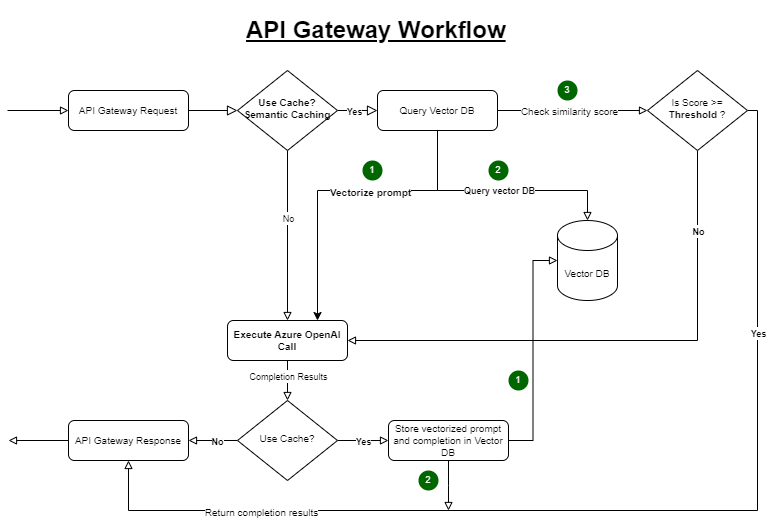 API Gateway Workflow
3
API Gateway Request
Use Cache?
Semantic Caching
Yes
Query Vector DB
Check similarity score
Is Score >=
Threshold ?
1
2
Vectorize prompt
Query vector DB
No
No
Vector DB
Execute Azure OpenAI
Call
Yes
Completion Results
1
API Gateway Response
No
Use Cache?
Yes
Store vectorized prompt
and completion in Vector
DB
2
Return completion results